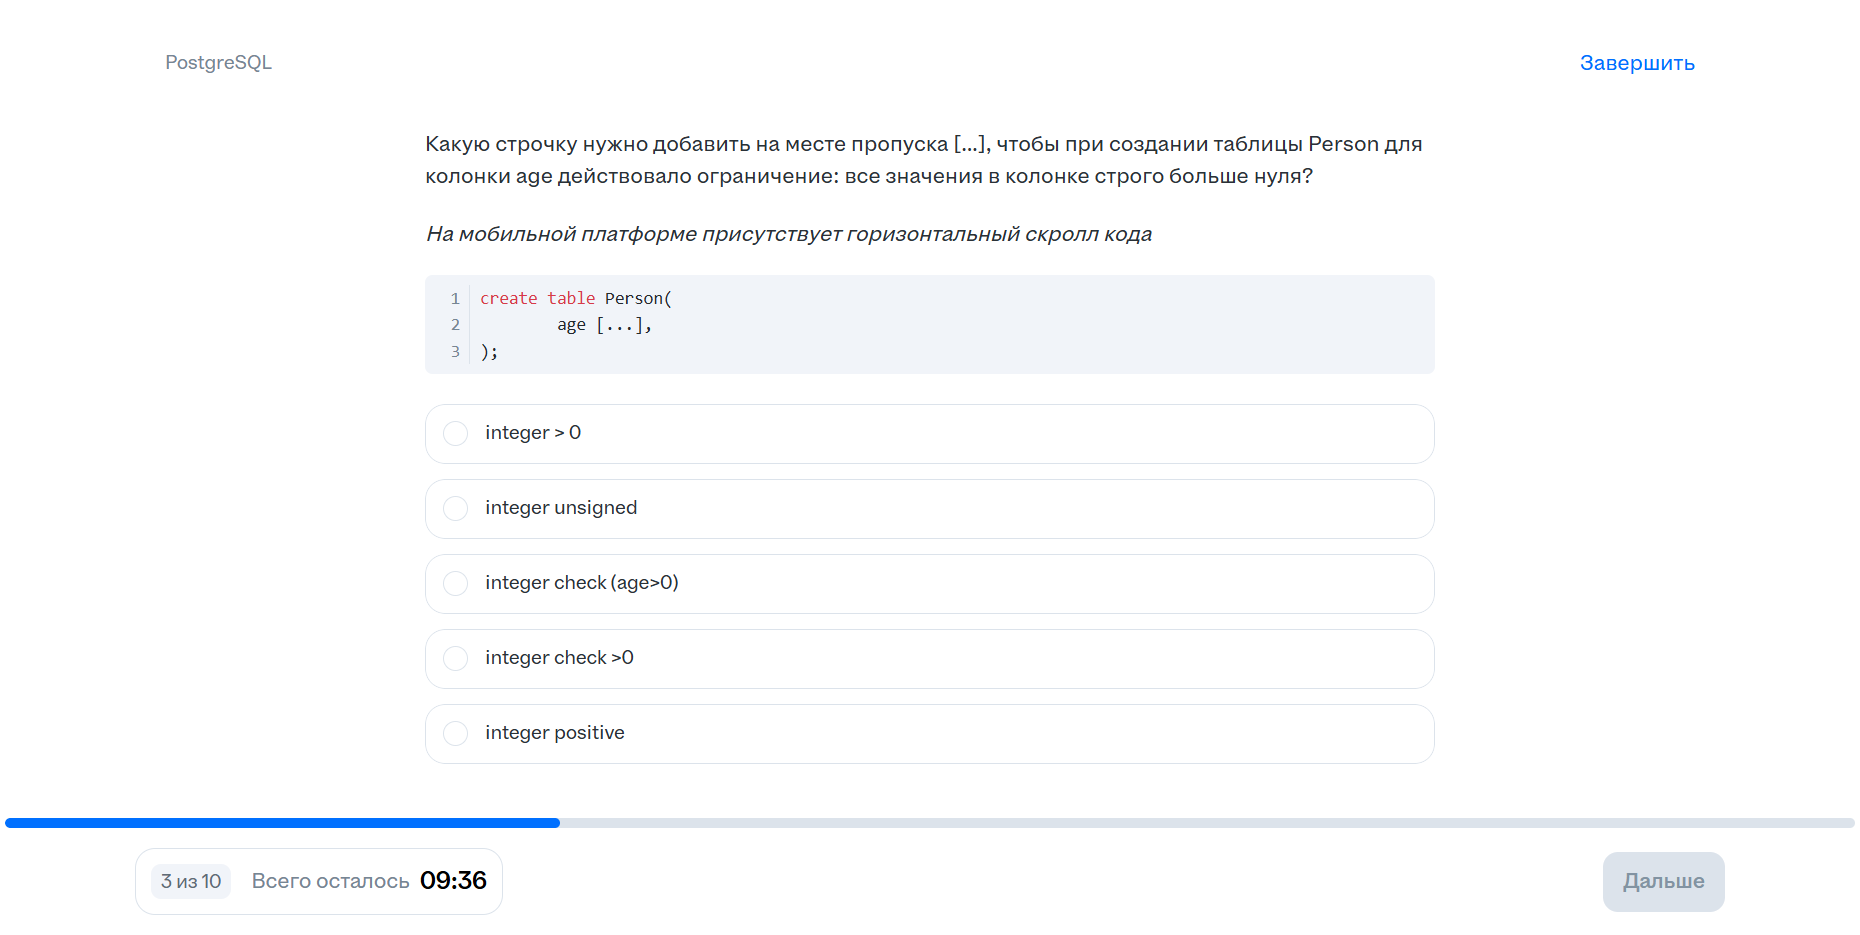 PostgreSQL
Завершить
Какую строчку нужно добавить на месте пропуска [...], чтобы при создании таблицы Person для
колонки age действовало ограничение: все значения в колонке строго больше нуля?
На мобильной платформе присутствует горизонтальный скролл кода
1 create table Person(
2 age [...],
3 );
integer > 0
integer unsigned
integer check (age>0)
integer check >0
integer positive
3 из 10 Всего осталось 09:36
Дальше